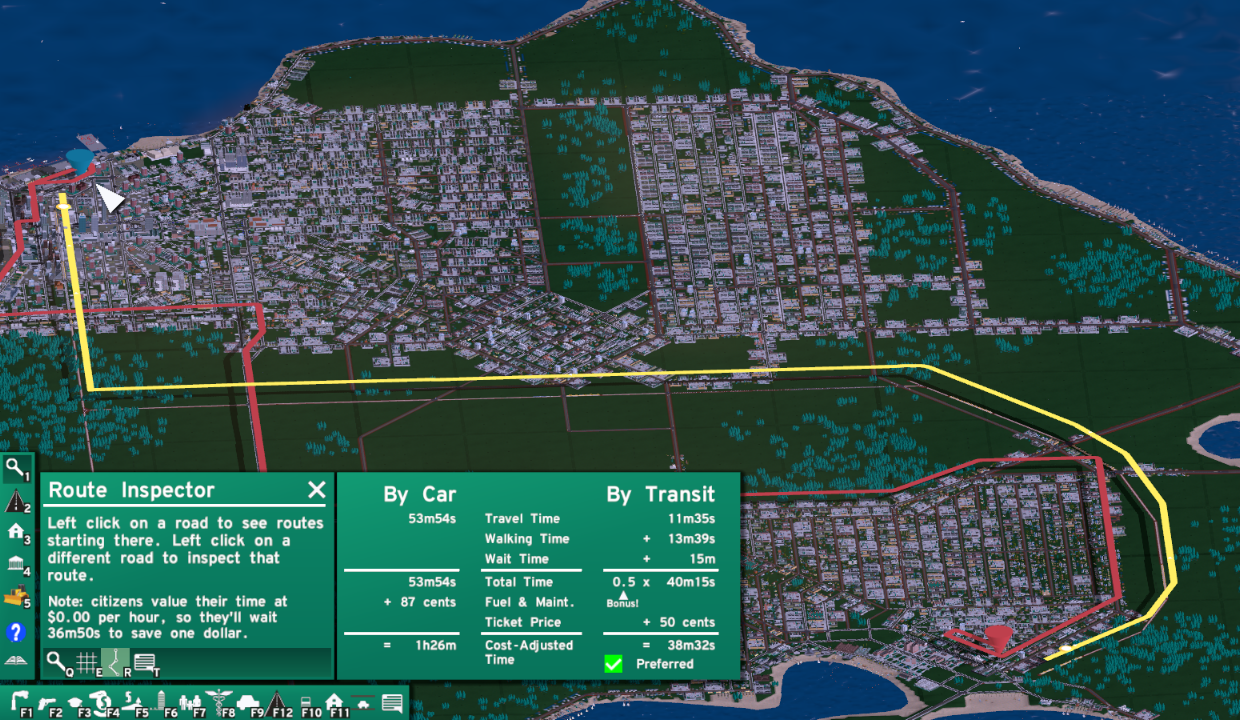 Route Inspector
Left click on a road to see routes
starting there. Left click on a
different road to inspect that
route.
Note: citizens value their time at
$0.00 per hour, so they'll wait
36m50s to save one dollar.
Q E R T
By Car By Transit
53m54s Travel Time 11m35s
Walking Time + 13m39s
Wait Time + 15m
53m54s Total Time 0.5 x 40m15s
Bonus!
+ 87 cents Fuel & Maint.
Ticket Price + 50 cents
= 1h26m Cost-Adjusted = 38m32s
Time
Preferred
1
2
3
4
5
?
F1 F2 F3 F4 F5 F6 F7 F8 F9 F12 F10 F11